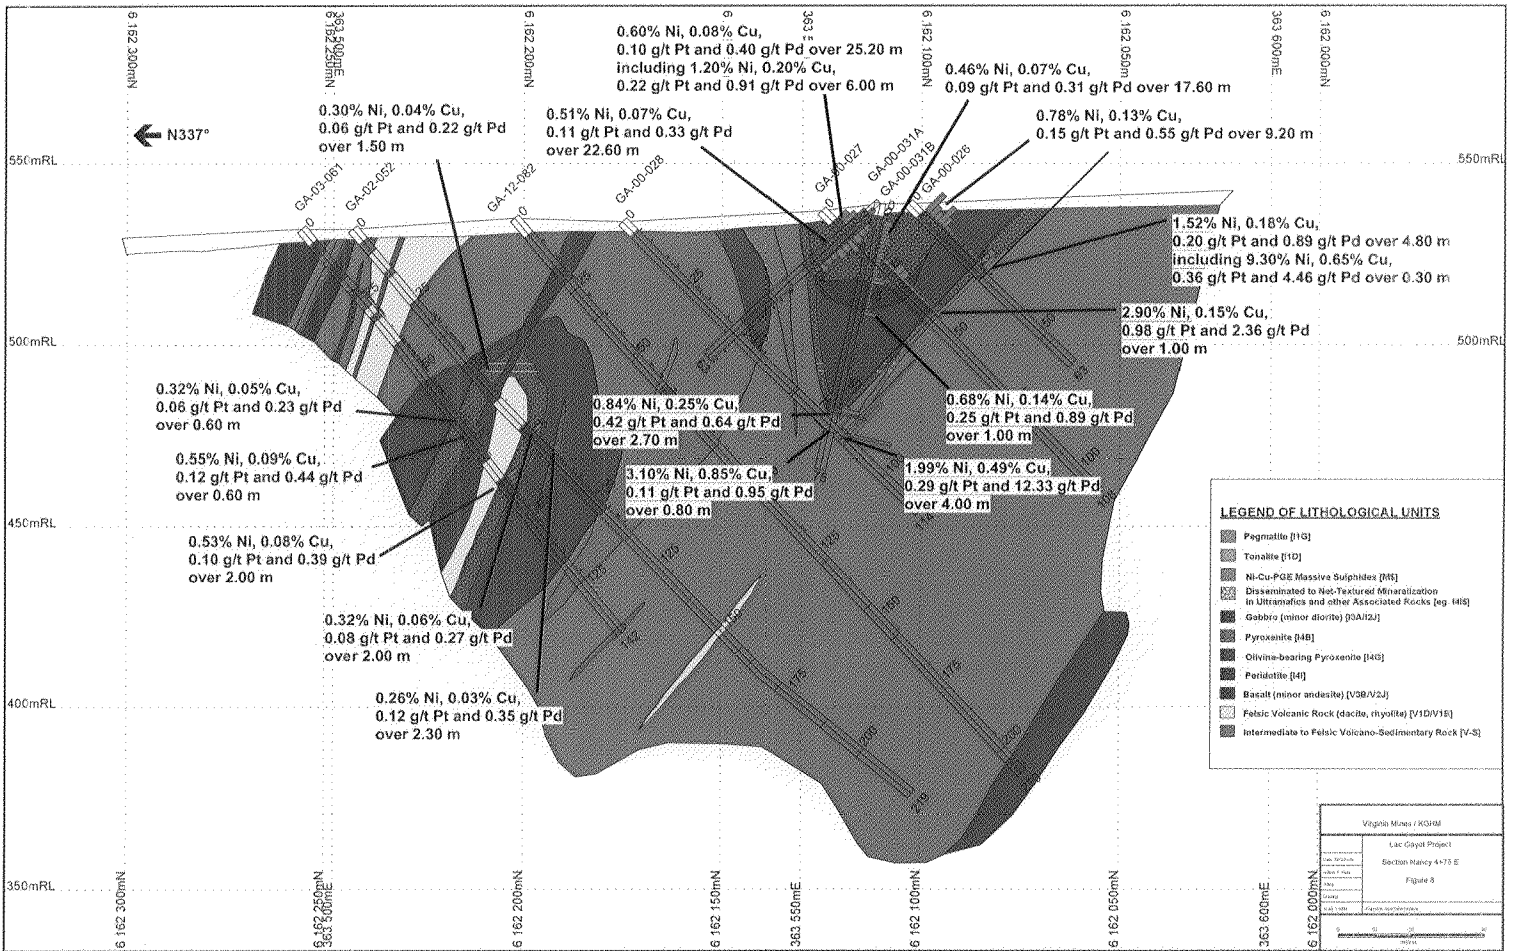 6 162 300mN
363 500mE
6 162 250mN
6 162 200mN
6 162 100mN
6 162 050m
363 600mE
6 162 000mN
0.60% Ni, 0.08% Cu,
0.10 g/t Pt and 0.40 g/t Pd over 25.20 m
including 1.20% Ni, 0.20% Cu,
0.22 g/t Pt and 0.91 g/t Pd over 6.00 m
0.46% Ni, 0.07% Cu,
0.09 g/t Pt and 0.31 g/t Pd over 17.60 m
0.30% Ni, 0.04% Cu,
0.06 g/t Pt and 0.22 g/t Pd
over 1.50 m
0.51% Ni, 0.07% Cu,
0.11 g/t Pt and 0.33 g/t Pd
over 22.60 m
0.78% Ni, 0.13% Cu,
0.15 g/t Pt and 0.55 g/t Pd over 9.20 m
N337°
550mRL
550mRL
GA-03-061
GA-02-052
GA-12-082
GA-00-028
GA-00-027
GA-00-031A
GA-00-031B
GA-00-026
1.52% Ni, 0.18% Cu,
0.20 g/t Pt and 0.89 g/t Pd over 4.80 m
including 9.30% Ni, 0.65% Cu,
0.36 g/t Pt and 4.46 g/t Pd over 0.30 m
2.90% Ni, 0.15% Cu,
0.98 g/t Pt and 2.36 g/t Pd
over 1.00 m
500mRL
500mRL
0.32% Ni, 0.05% Cu,
0.06 g/t Pt and 0.23 g/t Pd
over 0.60 m
0.84% Ni, 0.25% Cu,
0.42 g/t Pt and 0.64 g/t Pd
over 2.70 m
0.68% Ni, 0.14% Cu,
0.25 g/t Pt and 0.89 g/t Pd
over 1.00 m
0.55% Ni, 0.09% Cu,
0.12 g/t Pt and 0.44 g/t Pd
over 0.60 m
3.10% Ni, 0.85% Cu,
0.11 g/t Pt and 0.95 g/t Pd
over 0.80 m
1.99% Ni, 0.49% Cu,
0.29 g/t Pt and 12.33 g/t Pd
over 4.00 m
450mRL
0.53% Ni, 0.08% Cu,
0.10 g/t Pt and 0.39 g/t Pd
over 2.00 m
0.32% Ni, 0.06% Cu,
0.08 g/t Pt and 0.27 g/t Pd
over 2.00 m
0.26% Ni, 0.03% Cu,
0.12 g/t Pt and 0.35 g/t Pd
over 2.30 m
125
125
142
175
200
219
125
150
175
200
400mRL
350mRL
LEGEND OF LITHOLOGICAL UNITS
Pegmatite [I1G]
Tonalite [I1D]
Ni-Cu-PGE Massive Sulphides [MS]
Disseminated to Net-Textured Mineralization
in Ultramafics and other Associated Rocks [eg. I4IS]
Gabbro (minor diorite) [I3A/I2J]
Pyroxenite [I4B]
Olivine-bearing Pyroxenite [I4G]
Peridotite [I4I]
Basalt (minor andesite) [V3B/V2J]
Felsic Volcanic Rock (dacite, rhyolite) [V1D/V1B]
Intermediate to Felsic Volcano-Sedimentary Rock [V-S]
Virginia Mines / KGHM
Lac Gayot Project
Section Nancy 4+75 E
Figure 8
6 162 300mN
6 162 250mN
363 500mE
6 162 200mN
6 162 150mN
363 550mE
6 162 100mN
6 162 050mN
363 600mE
6 162 000mN